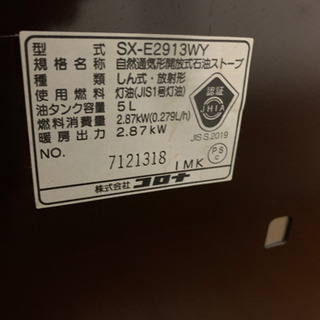 型式 SX-E2913WY
規格名称 自然通気形開放式石油ストーブ
種類 しん式・放射形
使用燃料 灯油(JIS1号灯油)
油タンク容量 5L
燃料消費量 2.87kW(0.279L/h)
暖房出力 2.87kW
NO. 7121318 IMK
株式会社コロナ
認証
JHIA
JIS S 2019
PS
C